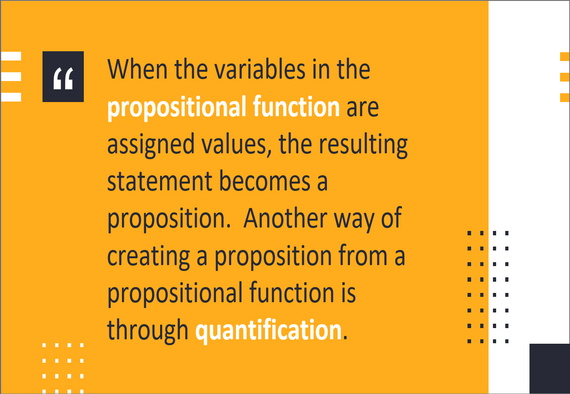 “
When the variables in the
propositional function are
assigned values, the resulting
statement becomes a
proposition.  Another way of
creating a proposition from a
propositional function is
through quantification.